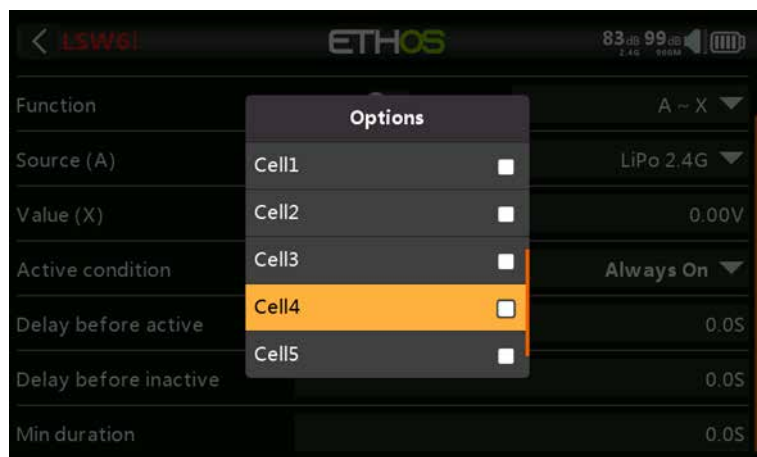 < LSW6! ETHOS 83dB 2.4G 99dB 900M
Function A ~ X
Options
Source (A) LiPo 2.4G
Cell1
Value (X) 0.00V
Cell2
Cell3
Active condition Always On
Cell4
Delay before active 0.0S
Cell5
Delay before inactive 0.0S
Min duration 0.0S